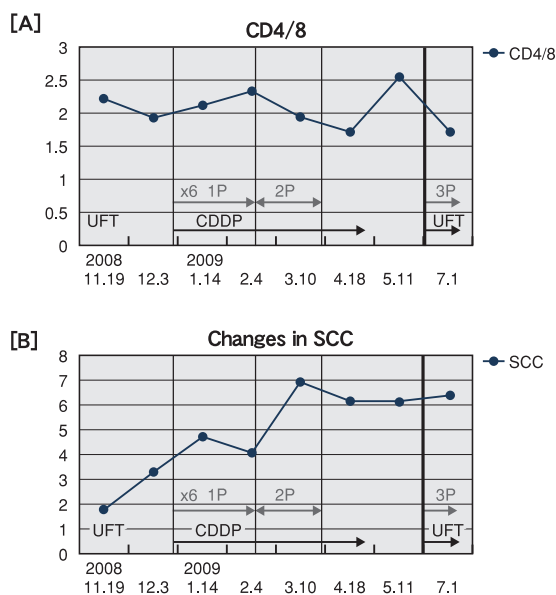 [A]
CD4/8
CD4/8
3
2.5
2
1.5
1
0.5
0
x6 1P 2P 3P
UFT CDDP UFT
2008 2009
11.19 12.3 1.14 2.4 3.10 4.18 5.11 7.1
[B]
Changes in SCC
SCC
8
7
6
5
4
3
2
1
0
x6 1P 2P 3P
UFT CDDP UFT
2008 2009
11.19 12.3 1.14 2.4 3.10 4.18 5.11 7.1